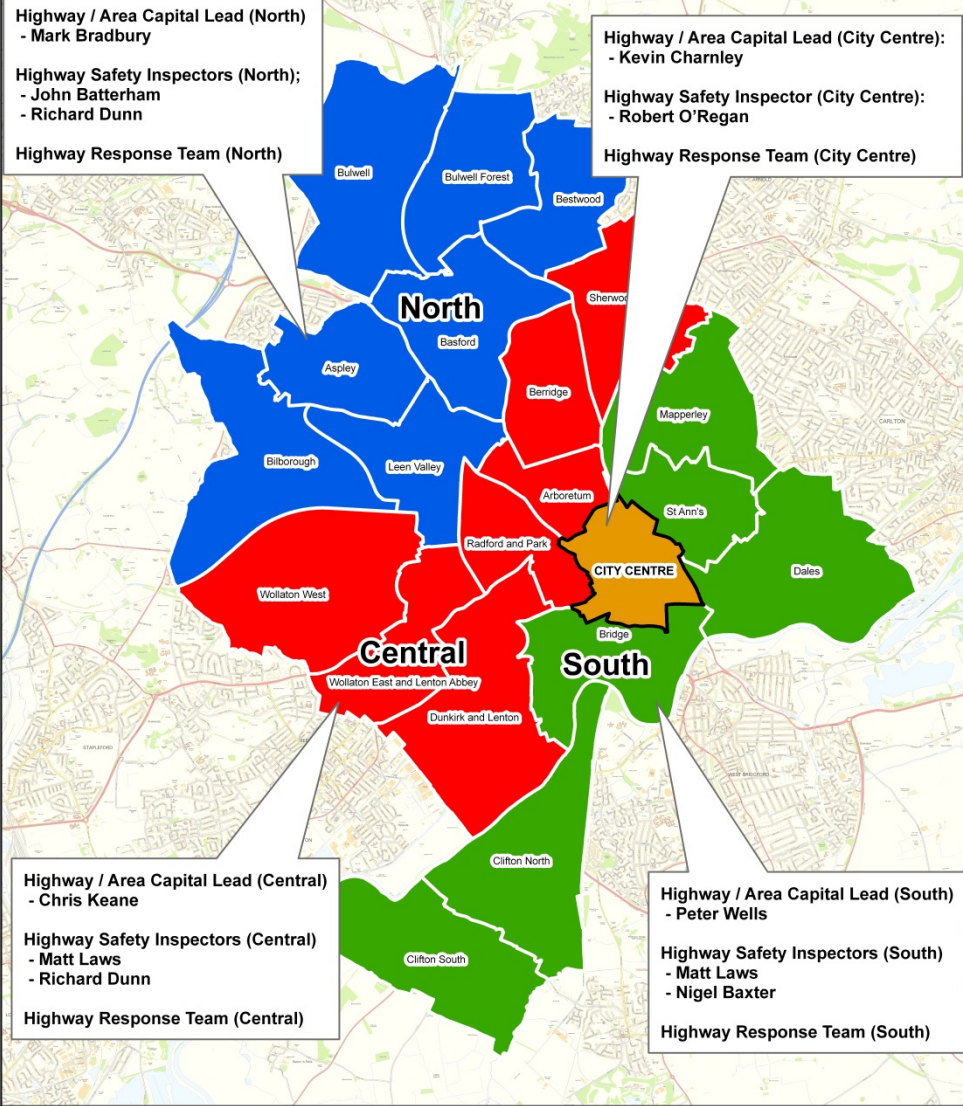 Highway / Area Capital Lead (North)
- Mark Bradbury
Highway Safety Inspectors (North);
- John Batterham
- Richard Dunn
Highway Response Team (North)
Highway / Area Capital Lead (City Centre):
- Kevin Charnley
Highway Safety Inspector (City Centre):
- Robert O'Regan
Highway Response Team (City Centre)
Bulwell
Bulwell Forest
Bestwood
North
Sherwoo
Basford
Aspley
Berridge
Mapperley
CARLTON
Bilborough
Leen Valley
Arboretum
St Ann's
Radford and Park
CITY CENTRE
Dales
Wollaton West
Bridge
Central
South
Wollaton East and Lenton Abbey
Dunkirk and Lenton
STAPLEFORD
WEST BRIDGFORD
Clifton North
Clifton South
Highway / Area Capital Lead (Central)
- Chris Keane
Highway Safety Inspectors (Central)
- Matt Laws
- Richard Dunn
Highway Response Team (Central)
Highway / Area Capital Lead (South)
- Peter Wells
Highway Safety Inspectors (South)
- Matt Laws
- Nigel Baxter
Highway Response Team (South)